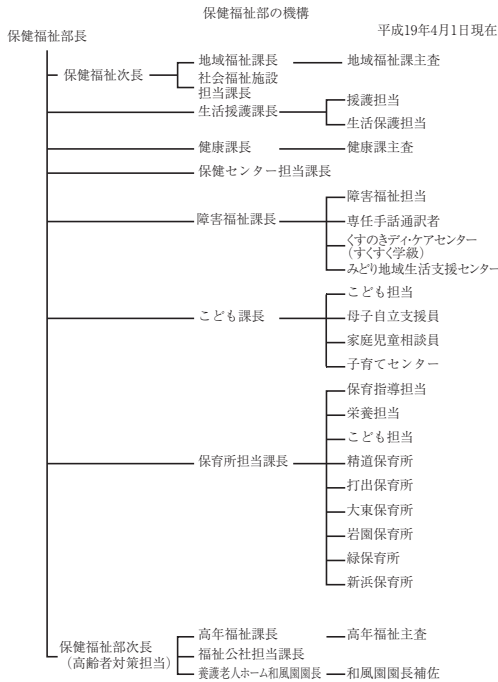 保健福祉部の機構
平成19年4月1日現在
保健福祉部長
保健福祉次長
地域福祉課長
地域福祉課主査
社会福祉施設
担当課長
生活援護課長
援護担当
生活保護担当
健康課長
健康課主査
保健センター担当課長
障害福祉課長
障害福祉担当
専任手話通訳者
くすのきディ・ケアセンター
（すくすく学級）
みどり地域生活支援センター
こども課長
こども担当
母子自立支援員
家庭児童相談員
子育てセンター
保育所担当課長
保育指導担当
栄養担当
こども担当
精道保育所
打出保育所
大東保育所
岩園保育所
緑保育所
新浜保育所
保健福祉部次長
（高齢者対策担当）
高年福祉課長
高年福祉主査
福祉公社担当課長
養護老人ホーム和風園園長
和風園園長補佐